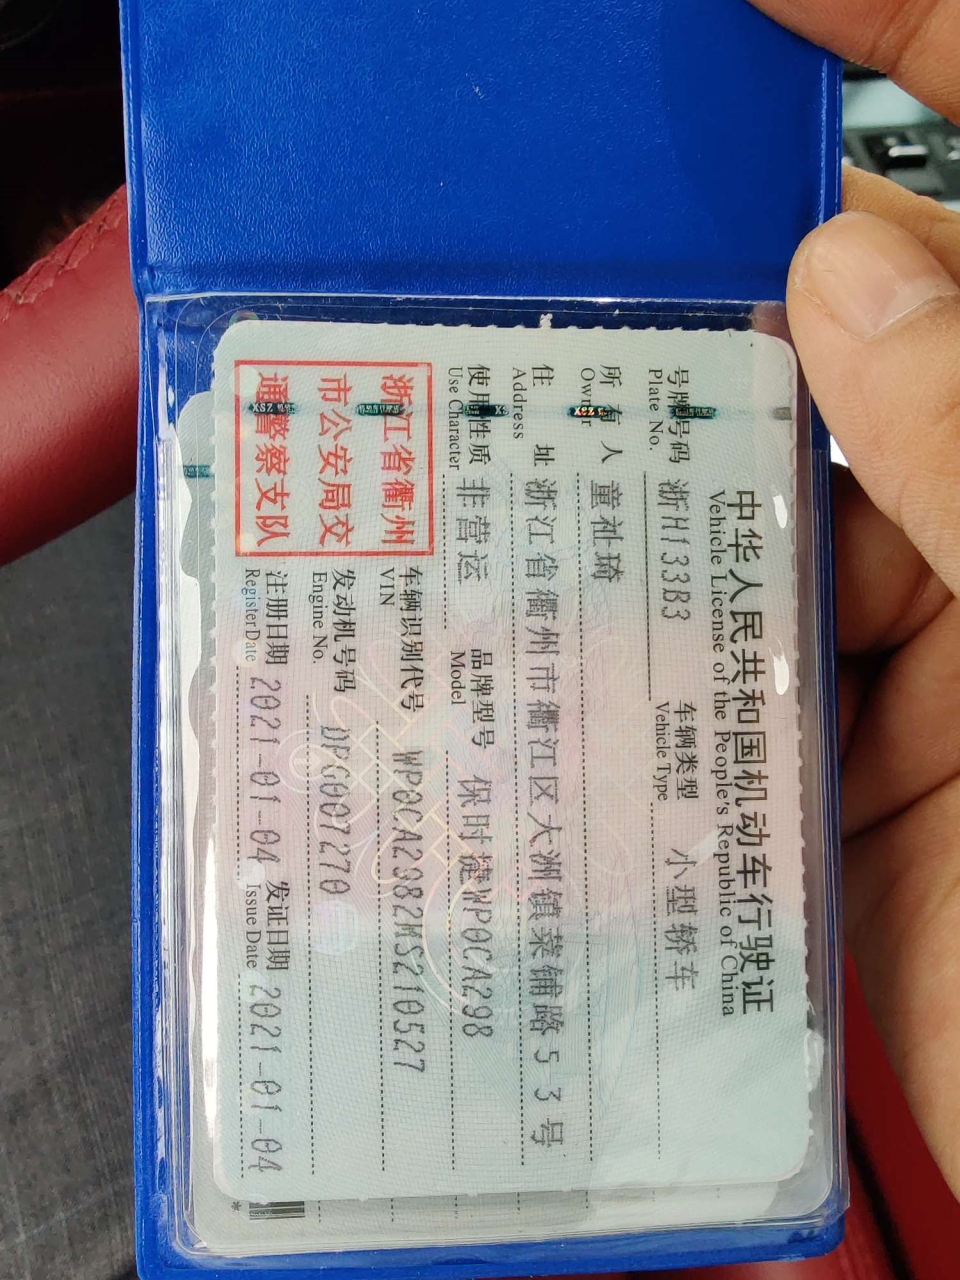 中华人民共和国机动车行驶证
Vehicle License of the People's Republic of China
号牌号码 浙H133B3 车辆类型 小型轿车
Plate No. Vehicle Type
所有人 童祉琦
Owner
住址 浙江省衢州市衢江区大洲镇菜铺路53号
Address
使用性质 非营运 品牌型号 保时捷WP0CA298
Use Character Model
浙江省衢州
市公安局交
通警察支队
车辆识别代号 WP0CA2982MS210527
VIN
发动机号码 DPG007270
Engine No.
注册日期 2021-01-04 发证日期 2021-01-04
Register Date Issue Date
*